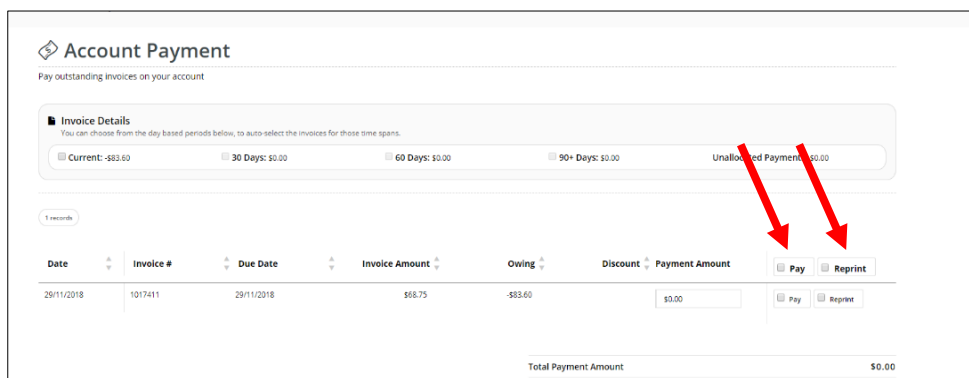 Account Payment
Pay outstanding invoices on your account
Invoice Details
You can choose from the day based periods below, to auto-select the invoices for those time spans.
Current: -$83.60 30 Days: $0.00 60 Days: $0.00 90+ Days: $0.00 Payment $0.00
1 records
Date Invoice # Due Date Invoice Amount Owing Discount Payment Amount Pay Reprint
29/11/2018 1017411 29/11/2018 $68.75 -$83.60 $0.00 Pay Reprint
Total Payment Amount $0.00